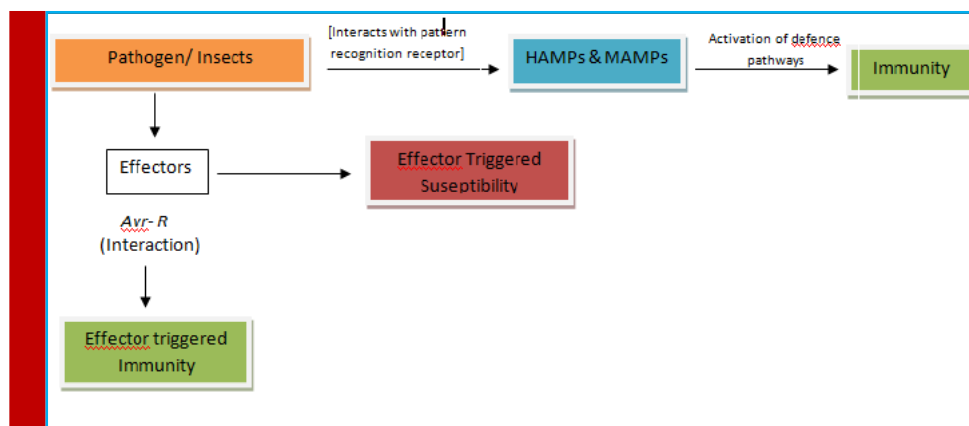 [Interacts with pathern
recognition receptor]
Pathogen/ Insects
HAMPs & MAMPs
Activation of defence
pathways
Immunity
Effectors
Effector Triggered
Suseptibility
Avr- R
(Interaction)
Effector triggered
Immunity